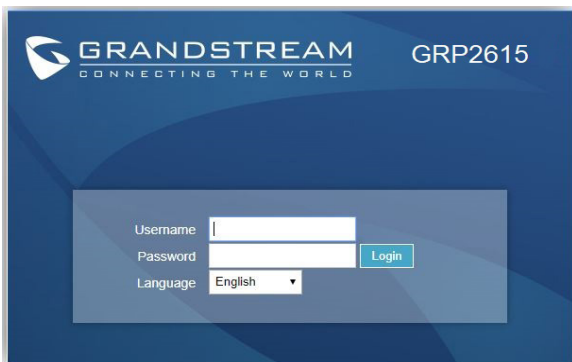 GRANDSTREAM
CONNECTING THE WORLD
GRP2615
Username
Password
Login
Language
English